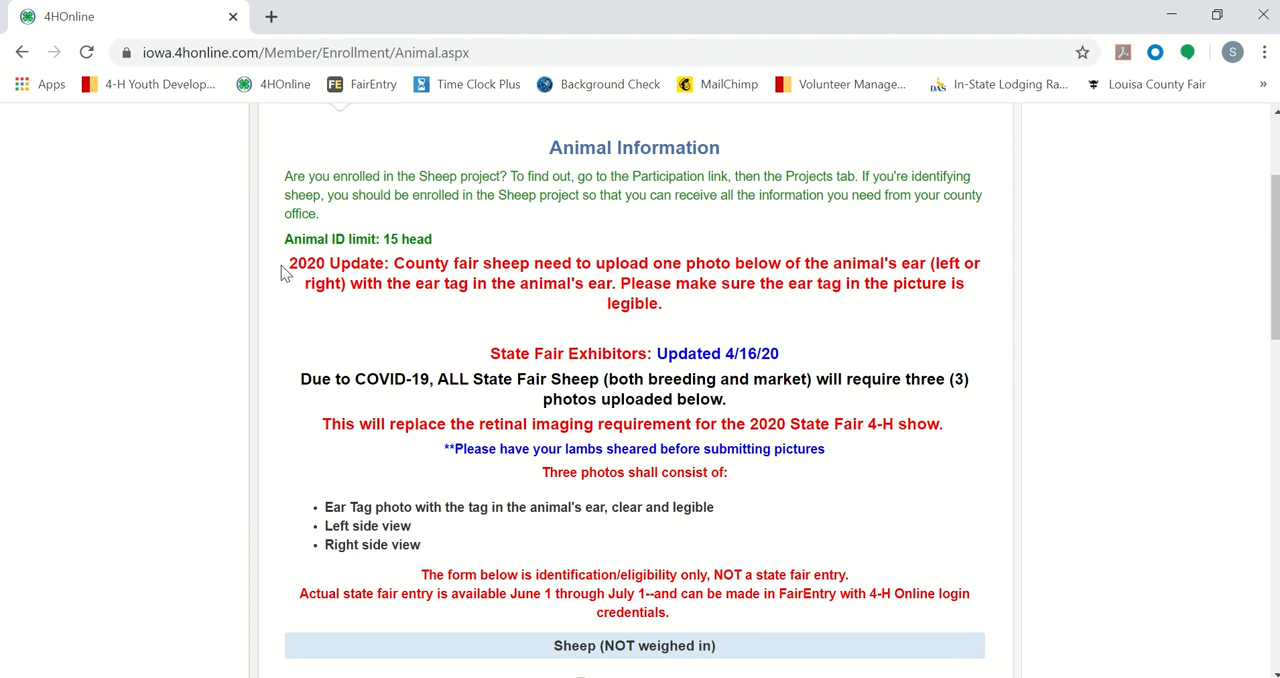 4HOnline
iowa.4honline.com/Member/Enrollment/Animal.aspx
S
Apps
4-H Youth Develop...
4HOnline
FE FairEntry
Time Clock Plus
Background Check
MailChimp
Volunteer Manage...
DAS In-State Lodging Ra...
Louisa County Fair
»
Animal Information
Are you enrolled in the Sheep project? To find out, go to the Participation link, then the Projects tab. If you're identifying
sheep, you should be enrolled in the Sheep project so that you can receive all the information you need from your county
office.
Animal ID limit: 15 head
2020 Update: County fair sheep need to upload one photo below of the animal's ear (left or
right) with the ear tag in the animal's ear. Please make sure the ear tag in the picture is
legible.
State Fair Exhibitors: Updated 4/16/20
Due to COVID-19, ALL State Fair Sheep (both breeding and market) will require three (3)
photos uploaded below.
This will replace the retinal imaging requirement for the 2020 State Fair 4-H show.
**Please have your lambs sheared before submitting pictures
Three photos shall consist of:
• Ear Tag photo with the tag in the animal's ear, clear and legible
• Left side view
• Right side view
The form below is identification/eligibility only, NOT a state fair entry.
Actual state fair entry is available June 1 through July 1--and can be made in FairEntry with 4-H Online login
credentials.
Sheep (NOT weighed in)